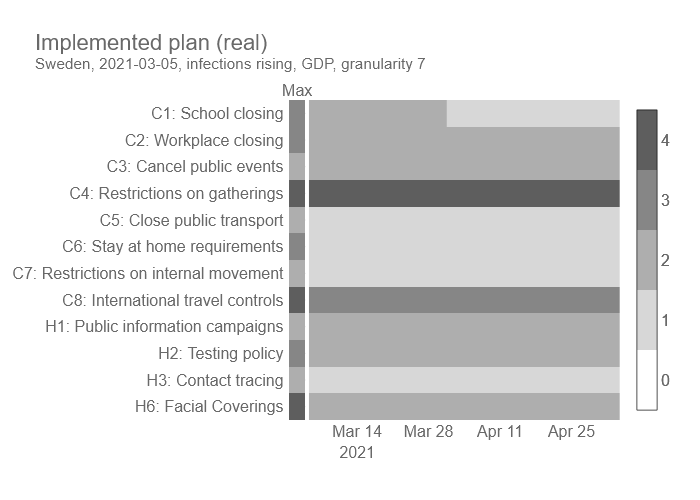 Implemented plan (real)
Sweden, 2021-03-05, infections rising, GDP, granularity 7
Max
C1: School closing
C2: Workplace closing
C3: Cancel public events
C4: Restrictions on gatherings
C5: Close public transport
C6: Stay at home requirements
C7: Restrictions on internal movement
C8: International travel controls
H1: Public information campaigns
H2: Testing policy
H3: Contact tracing
H6: Facial Coverings
4
3
2
1
0
Mar 14 Mar 28 Apr 11 Apr 25
2021